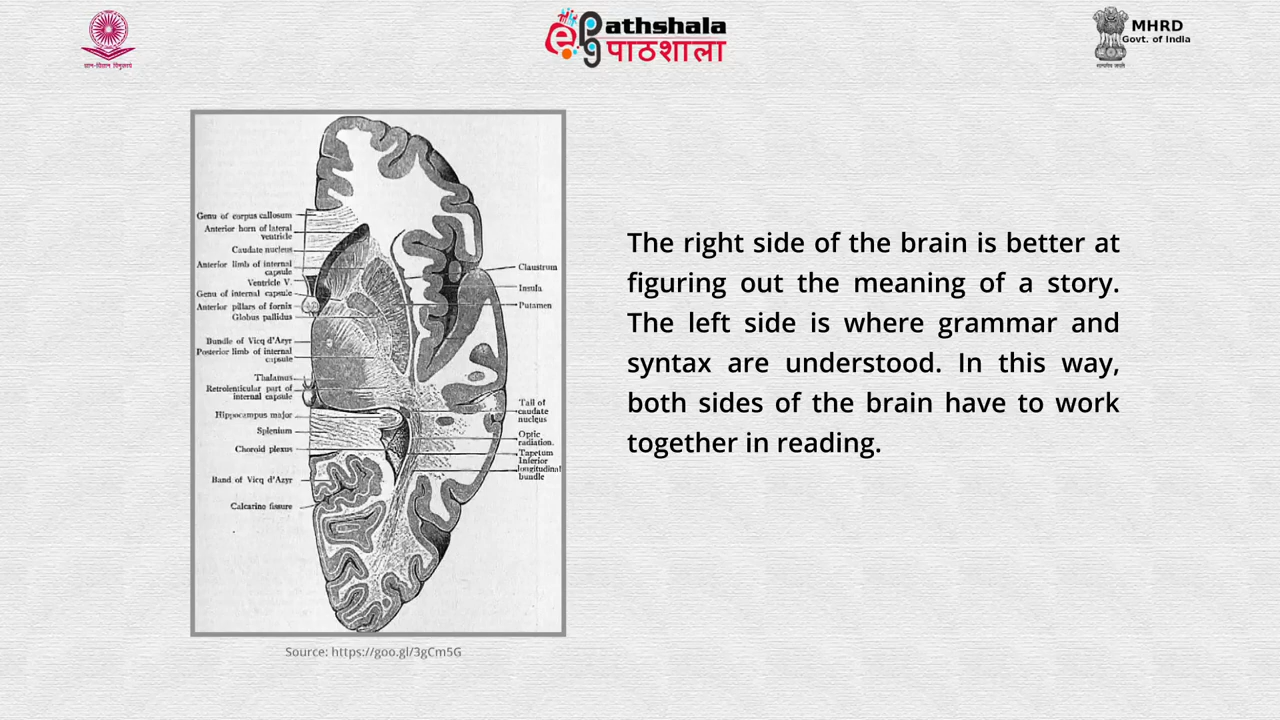 ज्ञान-विज्ञान विमुक्तये
ePathshala
पाठशाला
MHRD
Govt. of India
सत्यमेव जयते
Genu of corpus callosum
Anterior horn of lateral
ventricle
Caudate nucleus
Anterior limb of internal
capsule
Ventricle V.
Genu of internal capsule
Anterior pillars of fornix
Globus pallidus
Bundle of Vicq d'Azyr
Posterior limb of internal
capsule
Thalamus
Retrolenticular part of
internal capsule
Hippocampus major
Splenium
Choroid plexus
Band of Vicq d'Azyr
Calcarino fissure
Claustrum
Insula
Putamen
Tail of
caudate
nucleus
Optic
radiation.
Tapetum
Inferior
longitudinal
bundle
Source: https://goo.gl/3gCm5G
The right side of the brain is better at
figuring out the meaning of a story.
The left side is where grammar and
syntax are understood. In this way,
both sides of the brain have to work
together in reading.